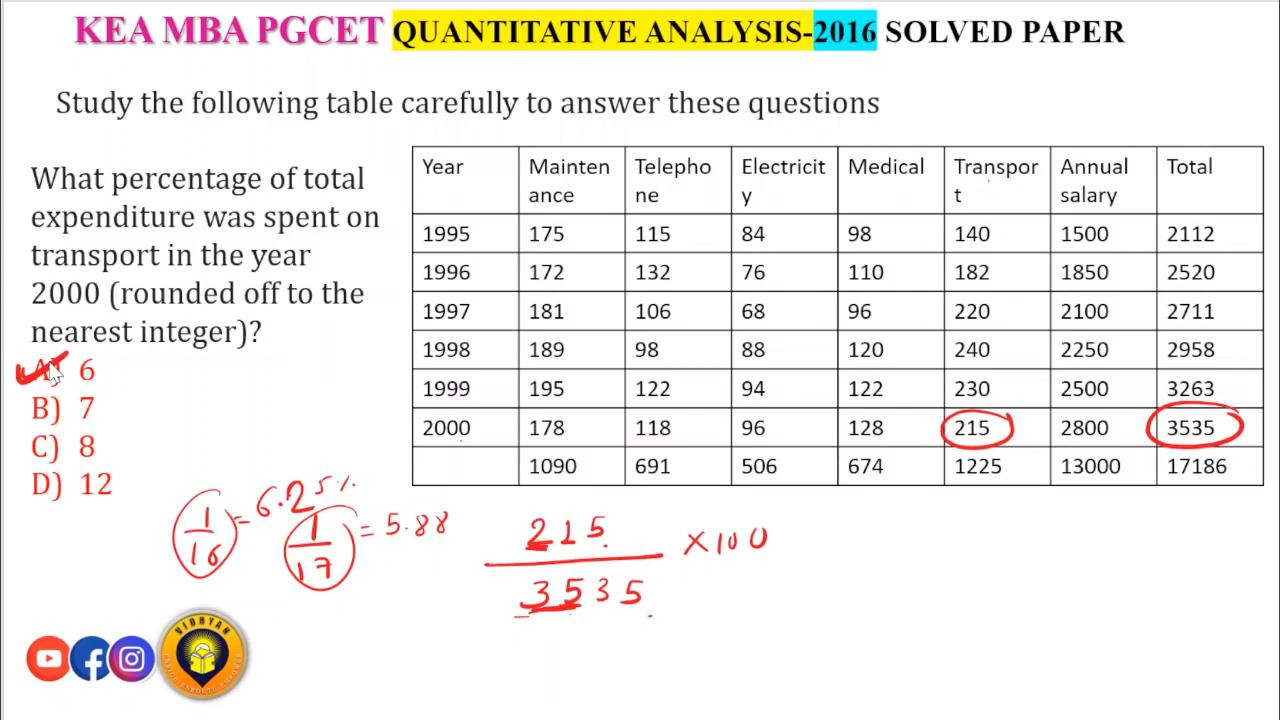 KEA MBA PGCET QUANTITATIVE ANALYSIS-2016 SOLVED PAPER
Study the following table carefully to answer these questions
What percentage of total
expenditure was spent on
transport in the year
2000 (rounded off to the
nearest integer)?
A) 6
B) 7
C) 8
D) 12
Year Mainten ance Telepho ne Electricit y Medical Transpor t Annual salary Total
1995 175 115 84 98 140 1500 2112
1996 172 132 76 110 182 1850 2520
1997 181 106 68 96 220 2100 2711
1998 189 98 88 120 240 2250 2958
1999 195 122 94 122 230 2500 3263
2000 178 118 96 128 215 2800 3535
1090 691 506 674 1225 13000 17186
1/16 = 6.25%
1/17 = 5.88
215/3535 ×100
VIDHYAN